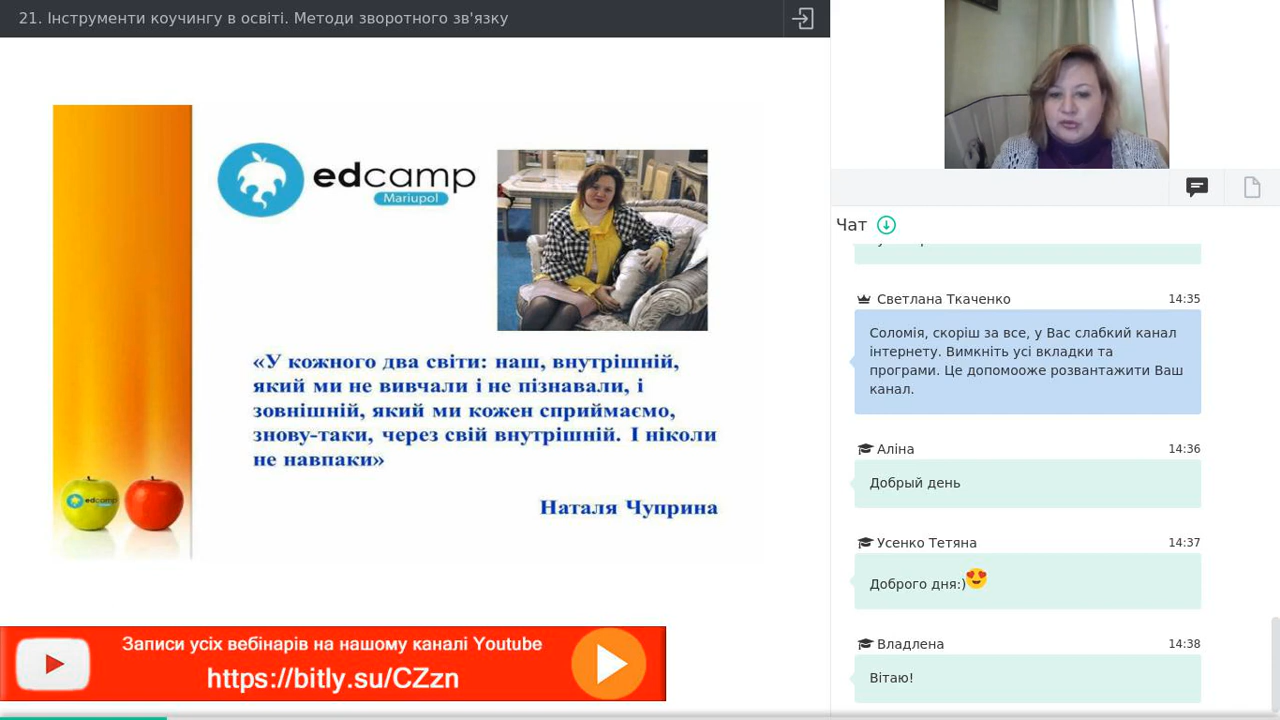 21. Інструменти коучингу в освіті. Методи зворотного зв'язку
edcamp
Mariupol
«У кожного два світи: наш, внутрішній,
який ми не вивчали і не пізнавали, і
зовнішній, який ми кожен сприймаємо,
знову-таки, через свій внутрішній. І ніколи
не навпаки»
Наталя Чуприна
edcamp
Записи усіх вебінарів на нашому каналі Youtube
https://bitly.su/CZzn
Чат
Светлана Ткаченко 14:35
Соломія, скоріш за все, у Вас слабкий канал
інтернету. Вимкніть усі вкладки та
програми. Це допомооже розвантажити Ваш
канал.
Аліна 14:36
Добрый день
Усенко Тетяна 14:37
Доброго дня:)😍
Владлена 14:38
Вітаю!